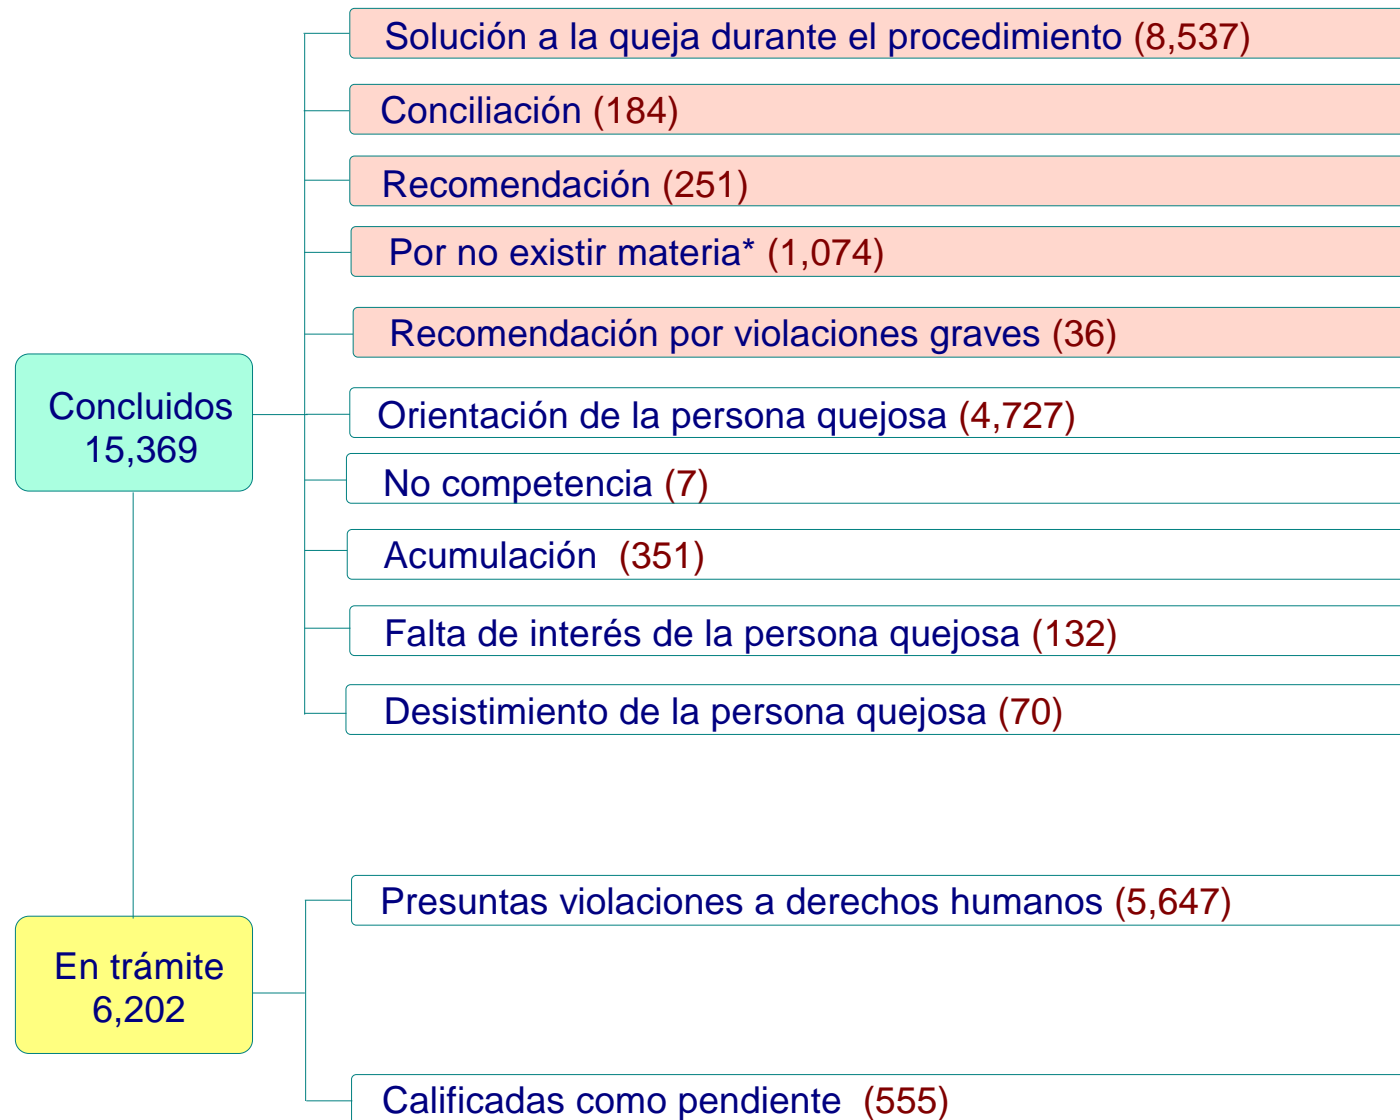 Solución a la queja durante el procedimiento (8,537)
Conciliación (184)
Recomendación (251)
Por no existir materia* (1,074)
Recomendación por violaciones graves (36)
Concluidos
15,369
Orientación de la persona quejosa (4,727)
No competencia (7)
Acumulación (351)
Falta de interés de la persona quejosa (132)
Desistimiento de la persona quejosa (70)
En trámite
6,202
Presuntas violaciones a derechos humanos (5,647)
Calificadas como pendiente (555)